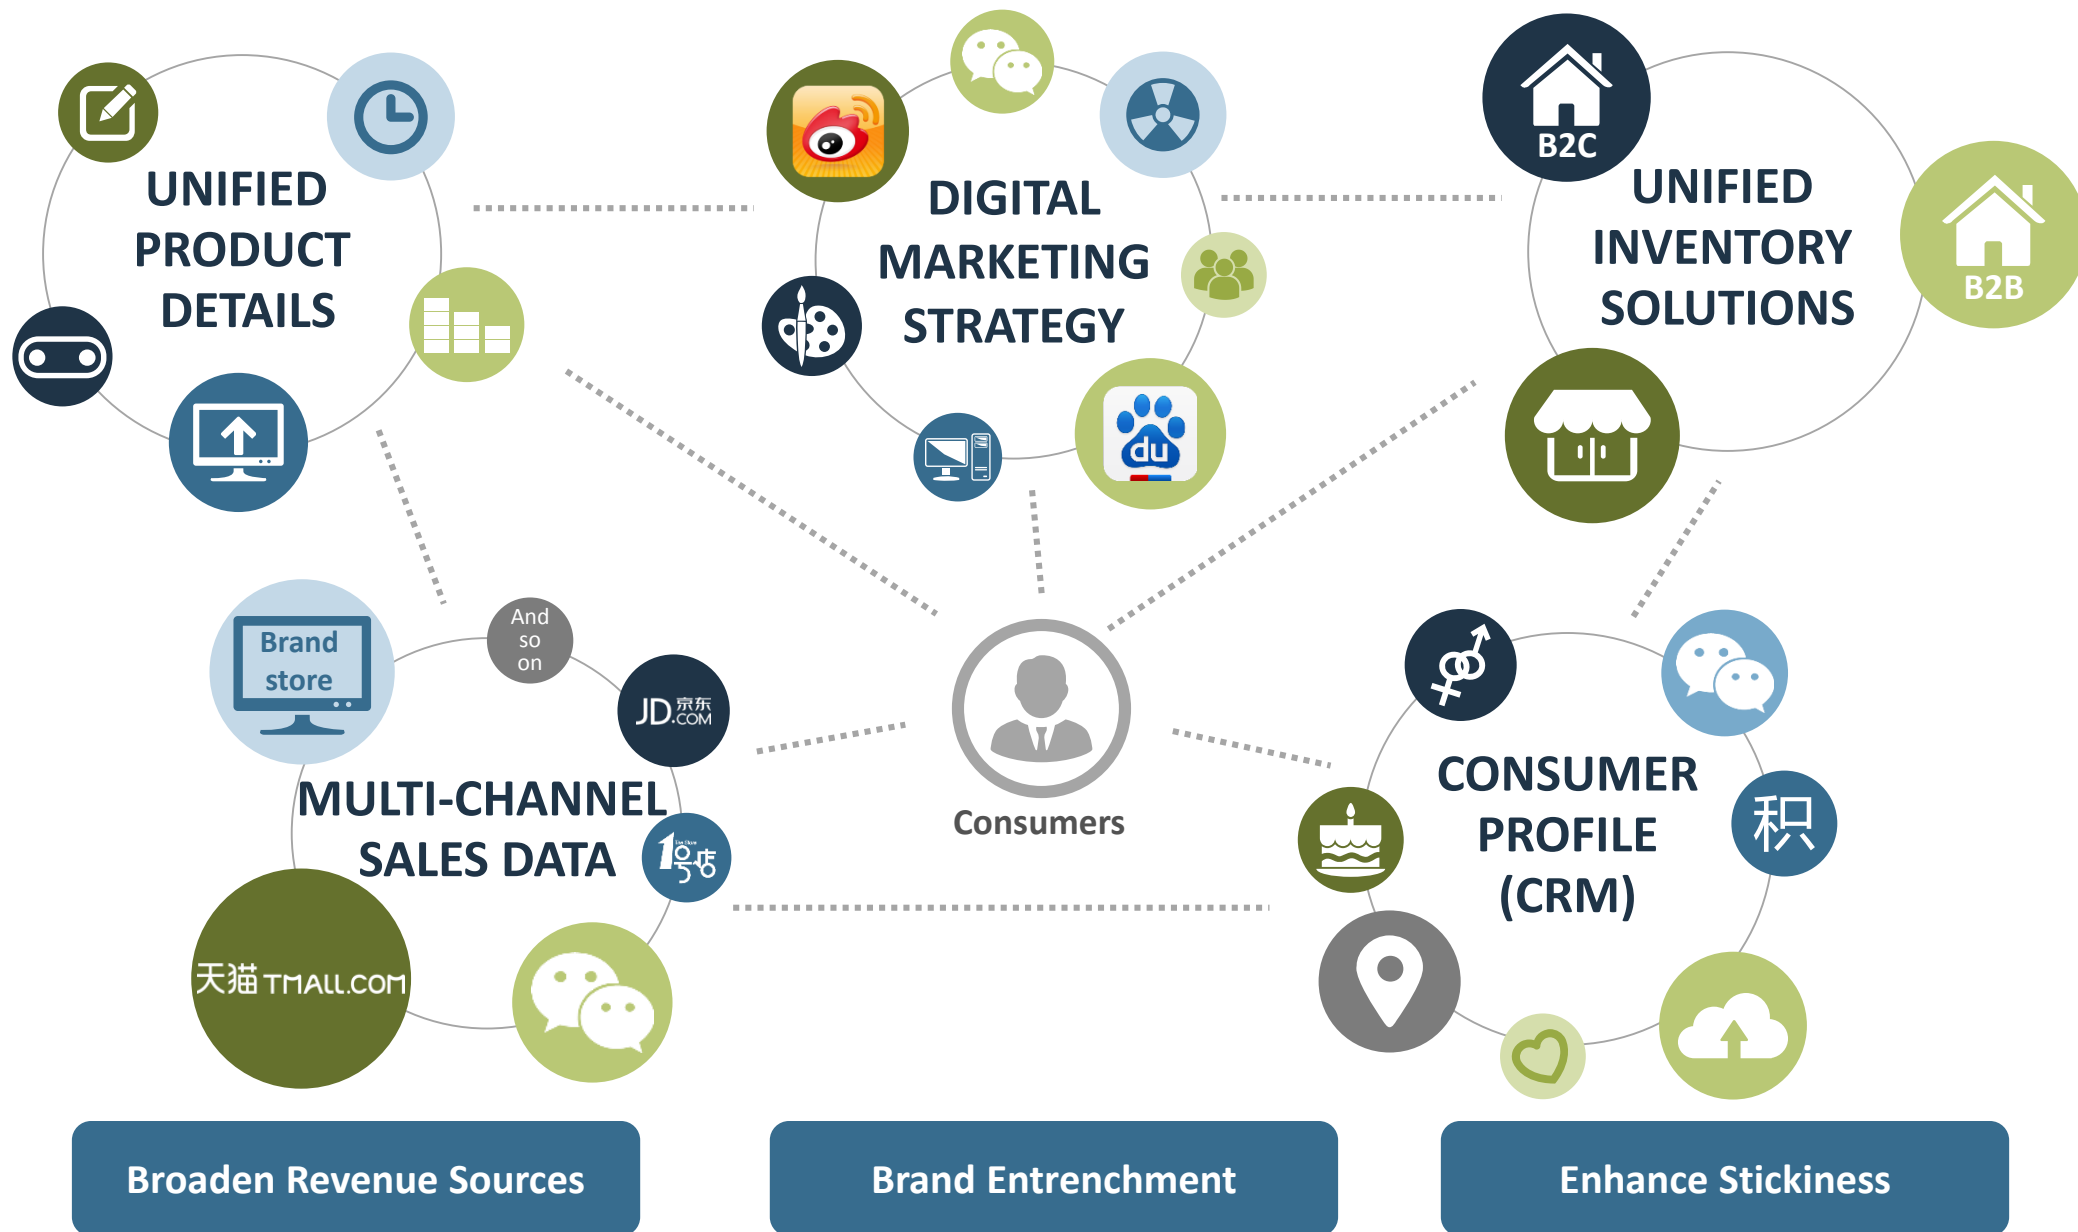 UNIFIED
PRODUCT
DETAILS
DIGITAL
MARKETING
STRATEGY
du
B2C
UNIFIED
INVENTORY
SOLUTIONS
B2B
Brand
store
And
so
on
JD.COM 京东
MULTI-CHANNEL
SALES DATA
1号店
天猫 TMALL.COM
Consumers
CONSUMER
PROFILE
(CRM)
积
Broaden Revenue Sources
Brand Entrenchment
Enhance Stickiness